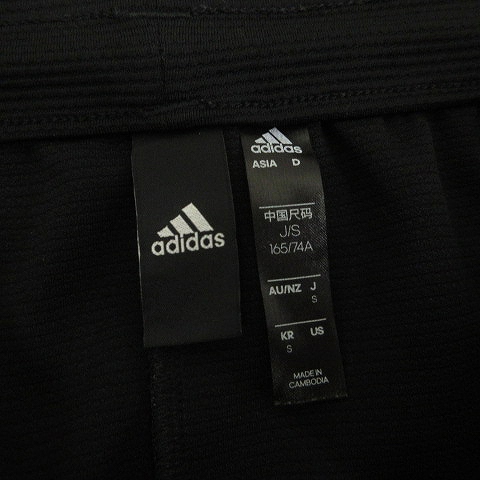 adidas
adidas
ASIA D
中国尺码
J/S
165/74A
AU/NZ J
S
KR US
S
MADE IN
CAMBODIA